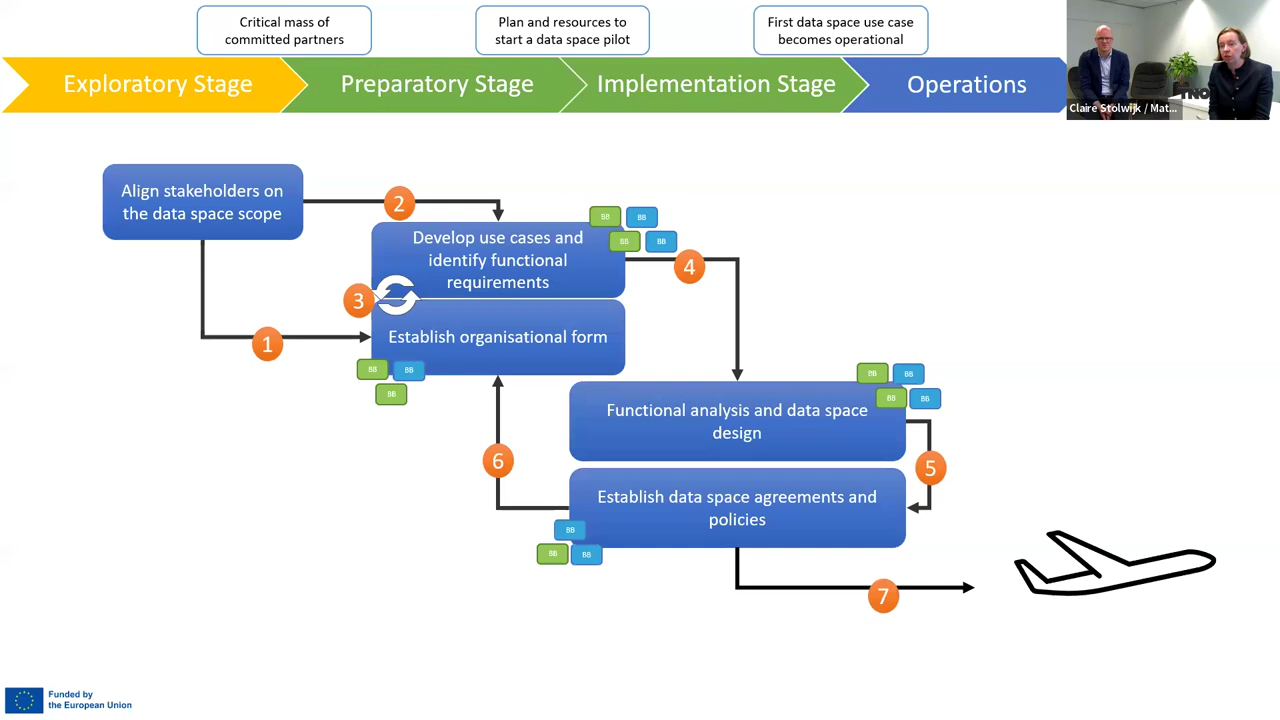 Critical mass of
committed partners
Plan and resources to
start a data space pilot
First data space use case
becomes operational
Exploratory Stage
Preparatory Stage
Implementation Stage
Operations
TNO
Claire Stolwijk / Mat...
Align stakeholders on
the data space scope
2
BB
BB
BB
BB
Develop use cases and
identify functional
requirements
4
3
1
Establish organisational form
BB
BB
BB
BB
BB
BB
BB
Functional analysis and data space
design
6
5
Establish data space agreements and
policies
BB
BB
BB
7
Funded by
the European Union